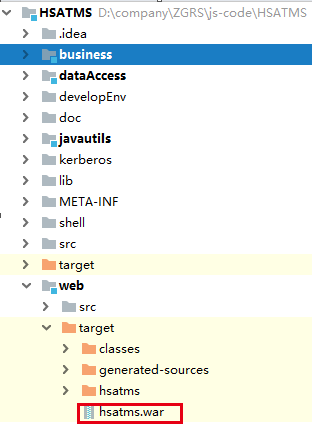 HSATMS D:\company\ZGRS\js-code\HSATMS
.idea
business
dataAccess
developEnv
doc
javautils
kerberos
lib
META-INF
shell
src
target
web
src
target
classes
generated-sources
hsatms
hsatms.war